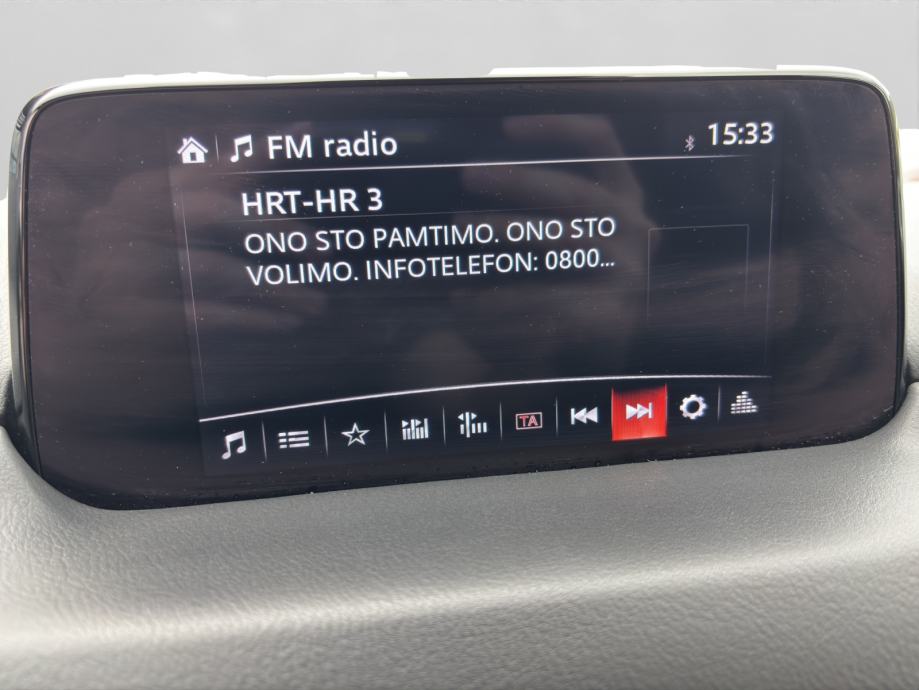 FM radio
15:33
HRT-HR 3
ONO STO PAMTIMO. ONO STO
VOLIMO. INFOTELEFON: 0800...
TA